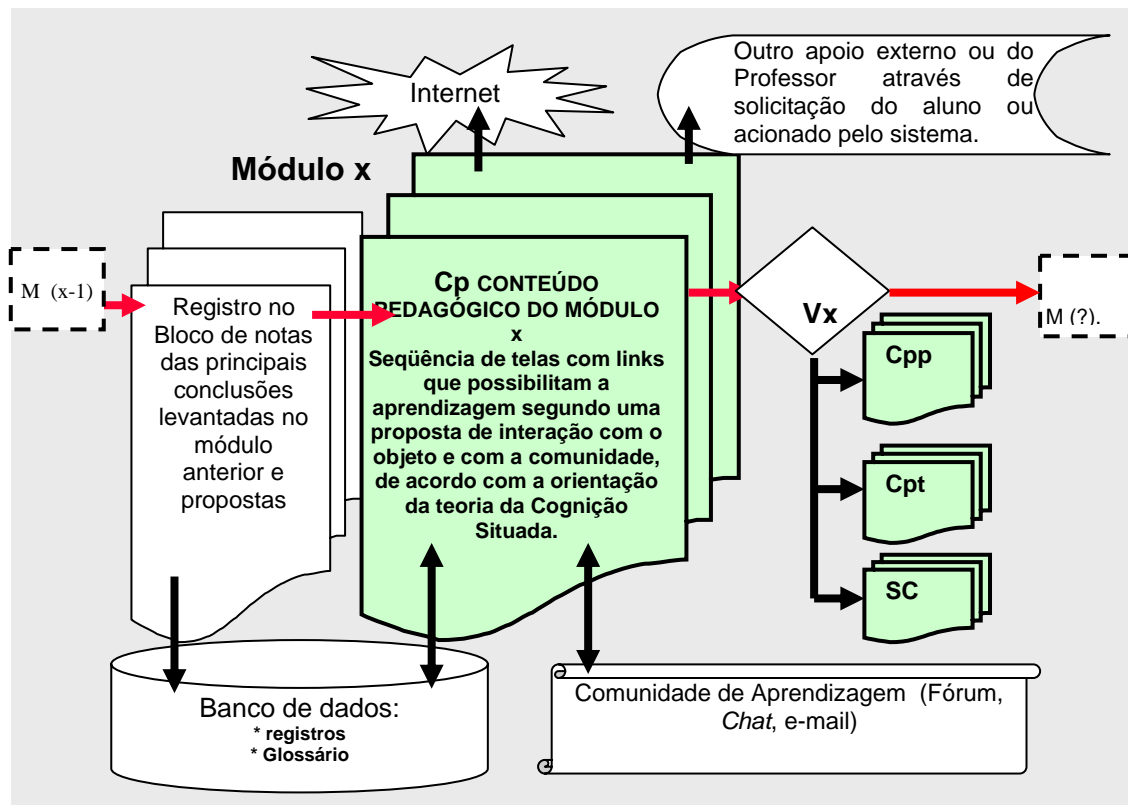 Internet
Outro apoio externo ou do
Professor através de
solicitação do aluno ou
acionado pelo sistema.
Módulo x
M (x-1)
Registro no
Bloco de notas
das principais
conclusões
levantadas no
módulo
anterior e
propostas
Cp CONTEÚDO
PEDAGÓGICO DO MÓDULO
x
Seqüência de telas com links
que possibilitam a
aprendizagem segundo uma
proposta de interação com o
objeto e com a comunidade,
de acordo com a orientação
da teoria da Cognição
Situada.
Vx
M (?).
Cpp
Cpt
SC
Banco de dados:
* registros
* Glossário
Comunidade de Aprendizagem (Fórum,
Chat, e-mail)